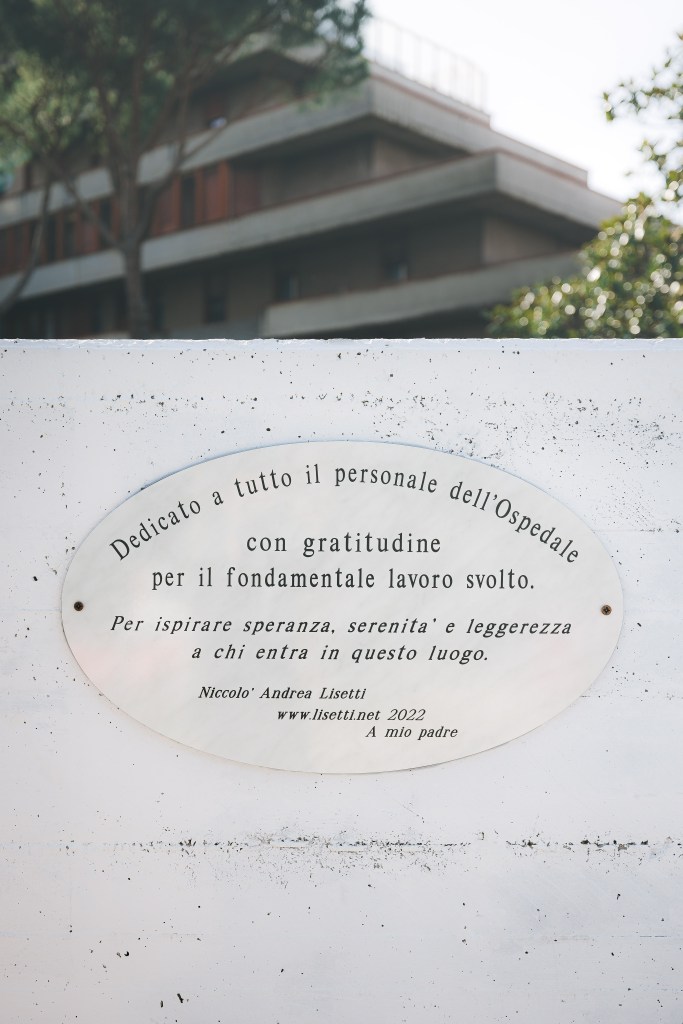 Dedicato a tutto il personale dell'Ospedale
con gratitudine
per il fondamentale lavoro svolto.
Per ispirare speranza, serenita' e leggerezza
a chi entra in questo luogo.
Niccolo' Andrea Lisetti
www.lisetti.net 2022
A mio padre